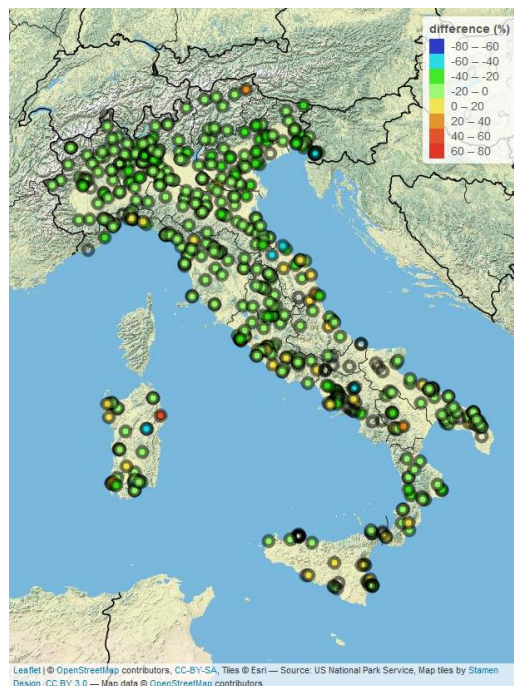 difference (%)
-80 – -60
-60 – -40
-40 – -20
-20 – 0
0 – 20
20 – 40
40 – 60
60 – 80
Leaflet | © OpenStreetMap contributors, CC-BY-SA, Tiles © Esri — Source: US National Park Service, Map tiles by Stamen
Design, CC BY 3.0 — Map data © OpenStreetMap contributors